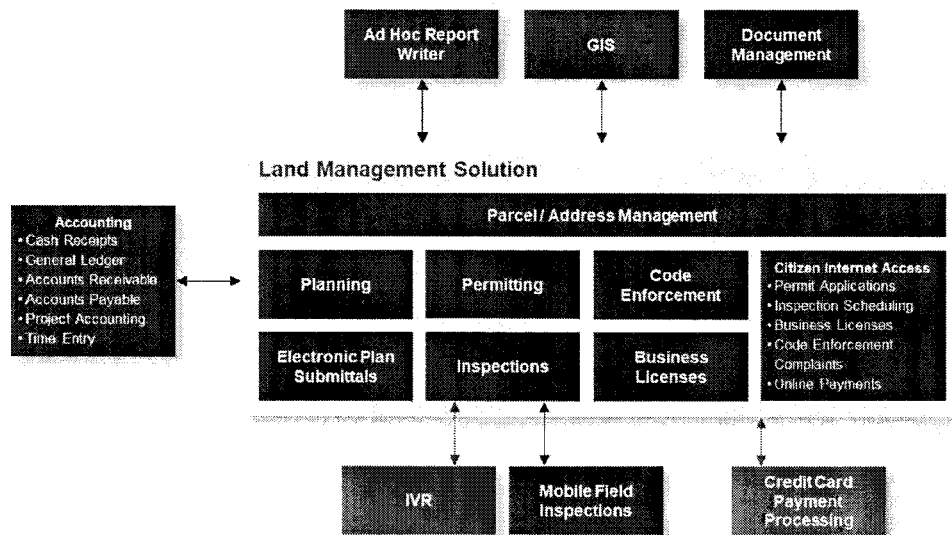 Ad Hoc Report
Writer
GIS
Document
Management
Land Management Solution
Parcel / Address Management
Accounting
• Cash Receipts
• General Ledger
• Accounts Receivable
• Accounts Payable
• Project Accounting
• Time Entry
Planning
Permitting
Code
Enforcement
Electronic Plan
Submittals
Inspections
Business
Licenses
Citizen Internet Access
• Permit Applications
• Inspection Scheduling
• Business Licenses
• Code Enforcement
Complaints
• Online Payments
IVR
Mobile Field
Inspections
Credit Card
Payment
Processing